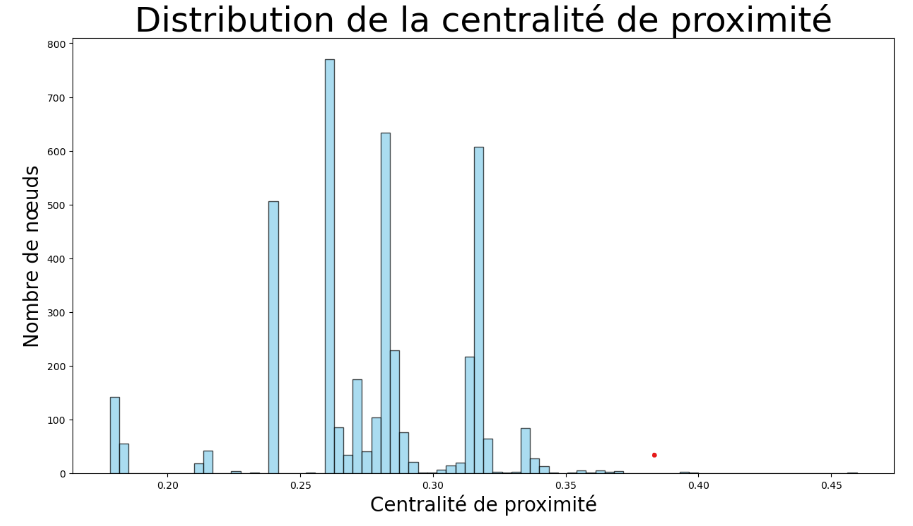 Distribution de la centralité de proximité
800
700
600
500
400
300
200
100
0
Nombre de nœuds
0.20 0.25 0.30 0.35 0.40 0.45
Centralité de proximité